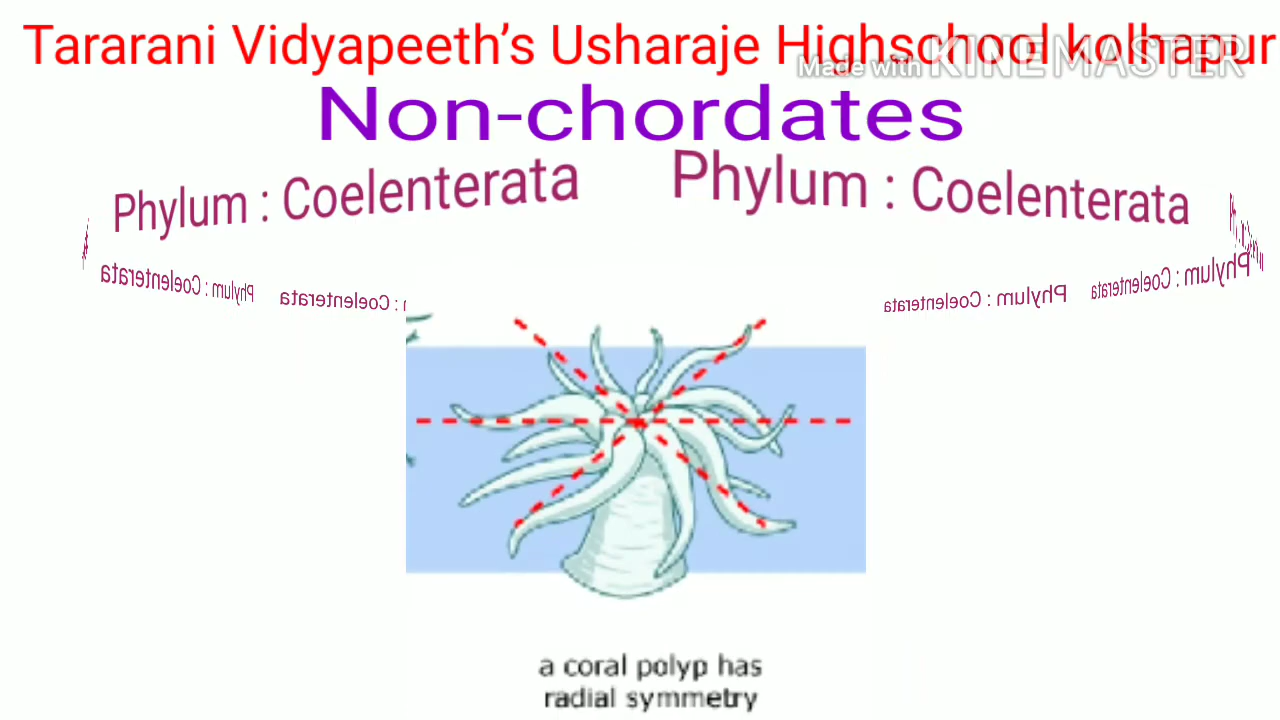 Tararani Vidyapeeth's Usharaje Highschool kolhapur
Made with KINEMASTER
Non-chordates
Phylum : Coelenterata
Phylum : Coelenterata
Phylum : Coelenterata
: Coelenterata
Phylum : Coelenterata
Phylum : Coelenterata
a coral polyp has
radial symmetry